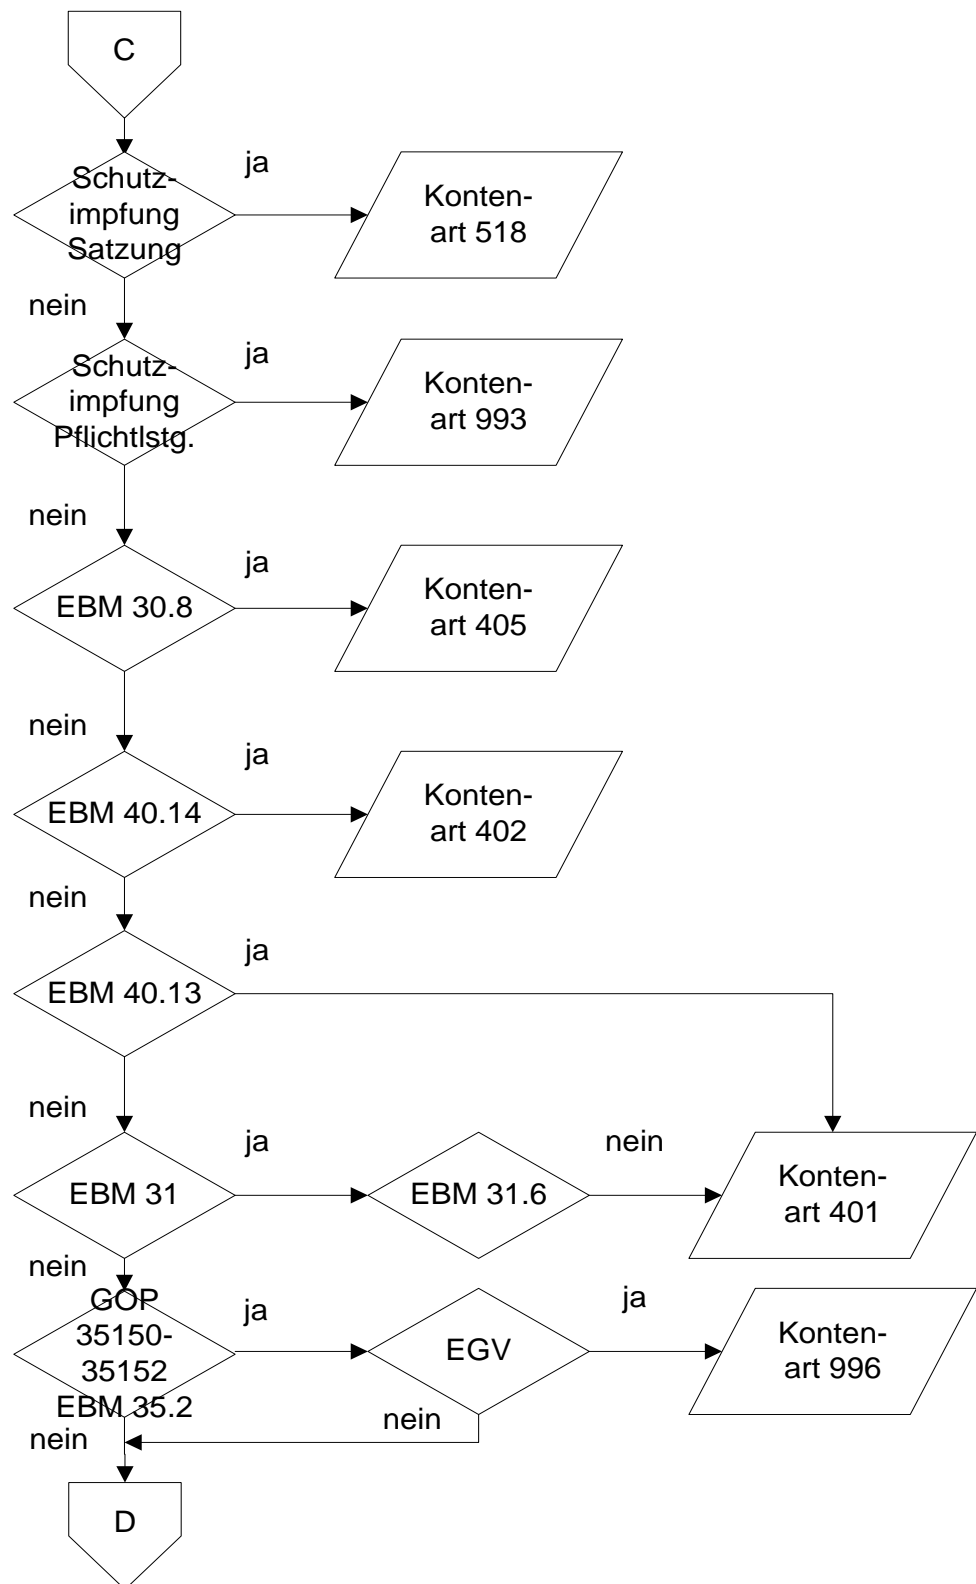 C
ja
Schutz-
impfung
Satzung
Konten-
art 518
nein
ja
Schutz-
impfung
Pflichtlstg.
Konten-
art 993
nein
ja
EBM 30.8
Konten-
art 405
nein
ja
EBM 40.14
Konten-
art 402
nein
ja
EBM 40.13
nein
ja
nein
EBM 31
EBM 31.6
Konten-
art 401
nein
GOP
35150-
35152
EBM 35.2
ja
EGV
ja
Konten-
art 996
nein
nein
D